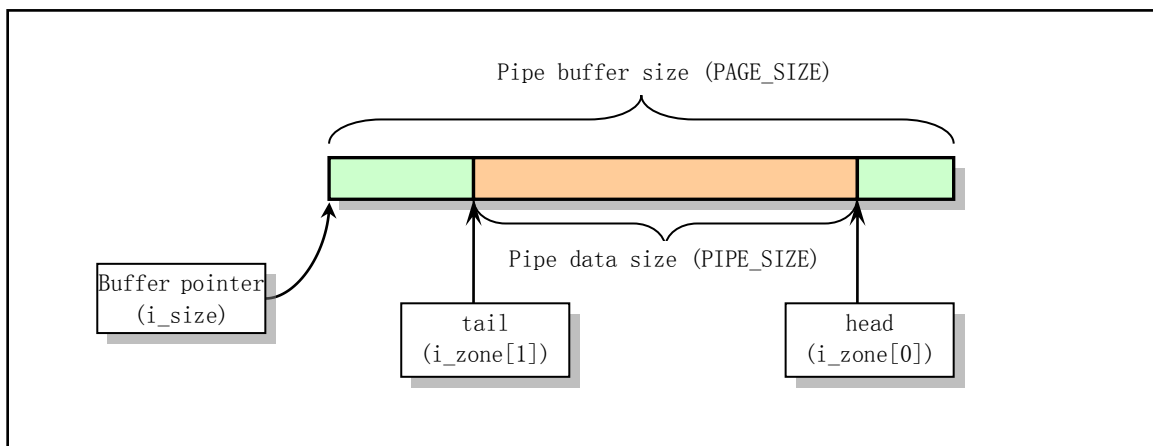 Pipe buffer size (PAGE_SIZE)
Pipe data size (PIPE_SIZE)
Buffer pointer
(i_size)
tail
(i_zone[1])
head
(i_zone[0])